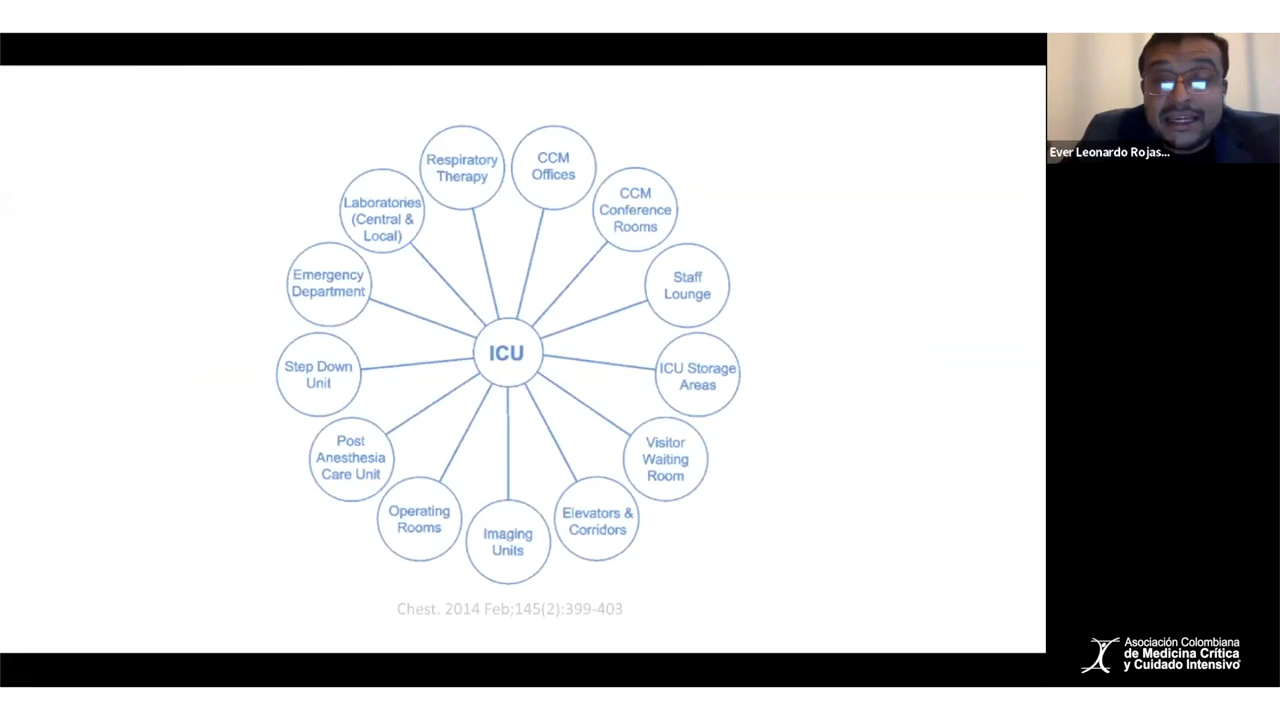 Respiratory
Therapy
CCM
Offices
CCM
Conference
Rooms
Laboratories
(Central &
Local)
Staff
Lounge
Emergency
Department
ICU
Step Down
Unit
ICU Storage
Areas
Post
Anesthesia
Care Unit
Visitor
Waiting
Room
Operating
Rooms
Imaging
Units
Elevators &
Corridors
Chest. 2014 Feb;145(2):399-403
Ever Leonardo Rojas...
Asociación Colombiana
de Medicina Crítica
y Cuidado Intensivo